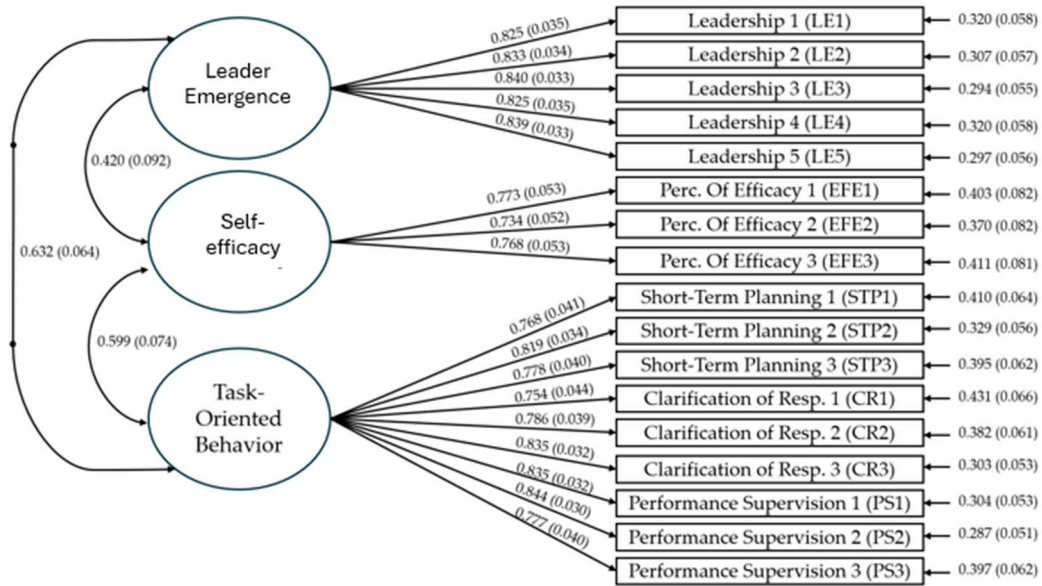 Leader
Emergence
Self-
efficacy
Task-
Oriented
Behavior
0.420 (0.092)
0.632 (0.064)
0.599 (0.074)
0.825 (0.035)
0.833 (0.034)
0.840 (0.033)
0.825 (0.035)
0.839 (0.033)
0.773 (0.053)
0.734 (0.052)
0.768 (0.053)
0.768 (0.041)
0.819 (0.034)
0.778 (0.040)
0.754 (0.044)
0.786 (0.039)
0.835 (0.032)
0.835 (0.032)
0.844 (0.030)
0.777 (0.040)
Leadership 1 (LE1) 0.320 (0.058)
Leadership 2 (LE2) 0.307 (0.057)
Leadership 3 (LE3) 0.294 (0.055)
Leadership 4 (LE4) 0.320 (0.058)
Leadership 5 (LE5) 0.297 (0.056)
Perc. Of Efficacy 1 (EFE1) 0.403 (0.082)
Perc. Of Efficacy 2 (EFE2) 0.370 (0.082)
Perc. Of Efficacy 3 (EFE3) 0.411 (0.081)
Short-Term Planning 1 (STP1) 0.410 (0.064)
Short-Term Planning 2 (STP2) 0.329 (0.056)
Short-Term Planning 3 (STP3) 0.395 (0.062)
Clarification of Resp. 1 (CR1) 0.431 (0.066)
Clarification of Resp. 2 (CR2) 0.382 (0.061)
Clarification of Resp. 3 (CR3) 0.303 (0.053)
Performance Supervision 1 (PS1) 0.304 (0.053)
Performance Supervision 2 (PS2) 0.287 (0.051)
Performance Supervision 3 (PS3) 0.397 (0.062)